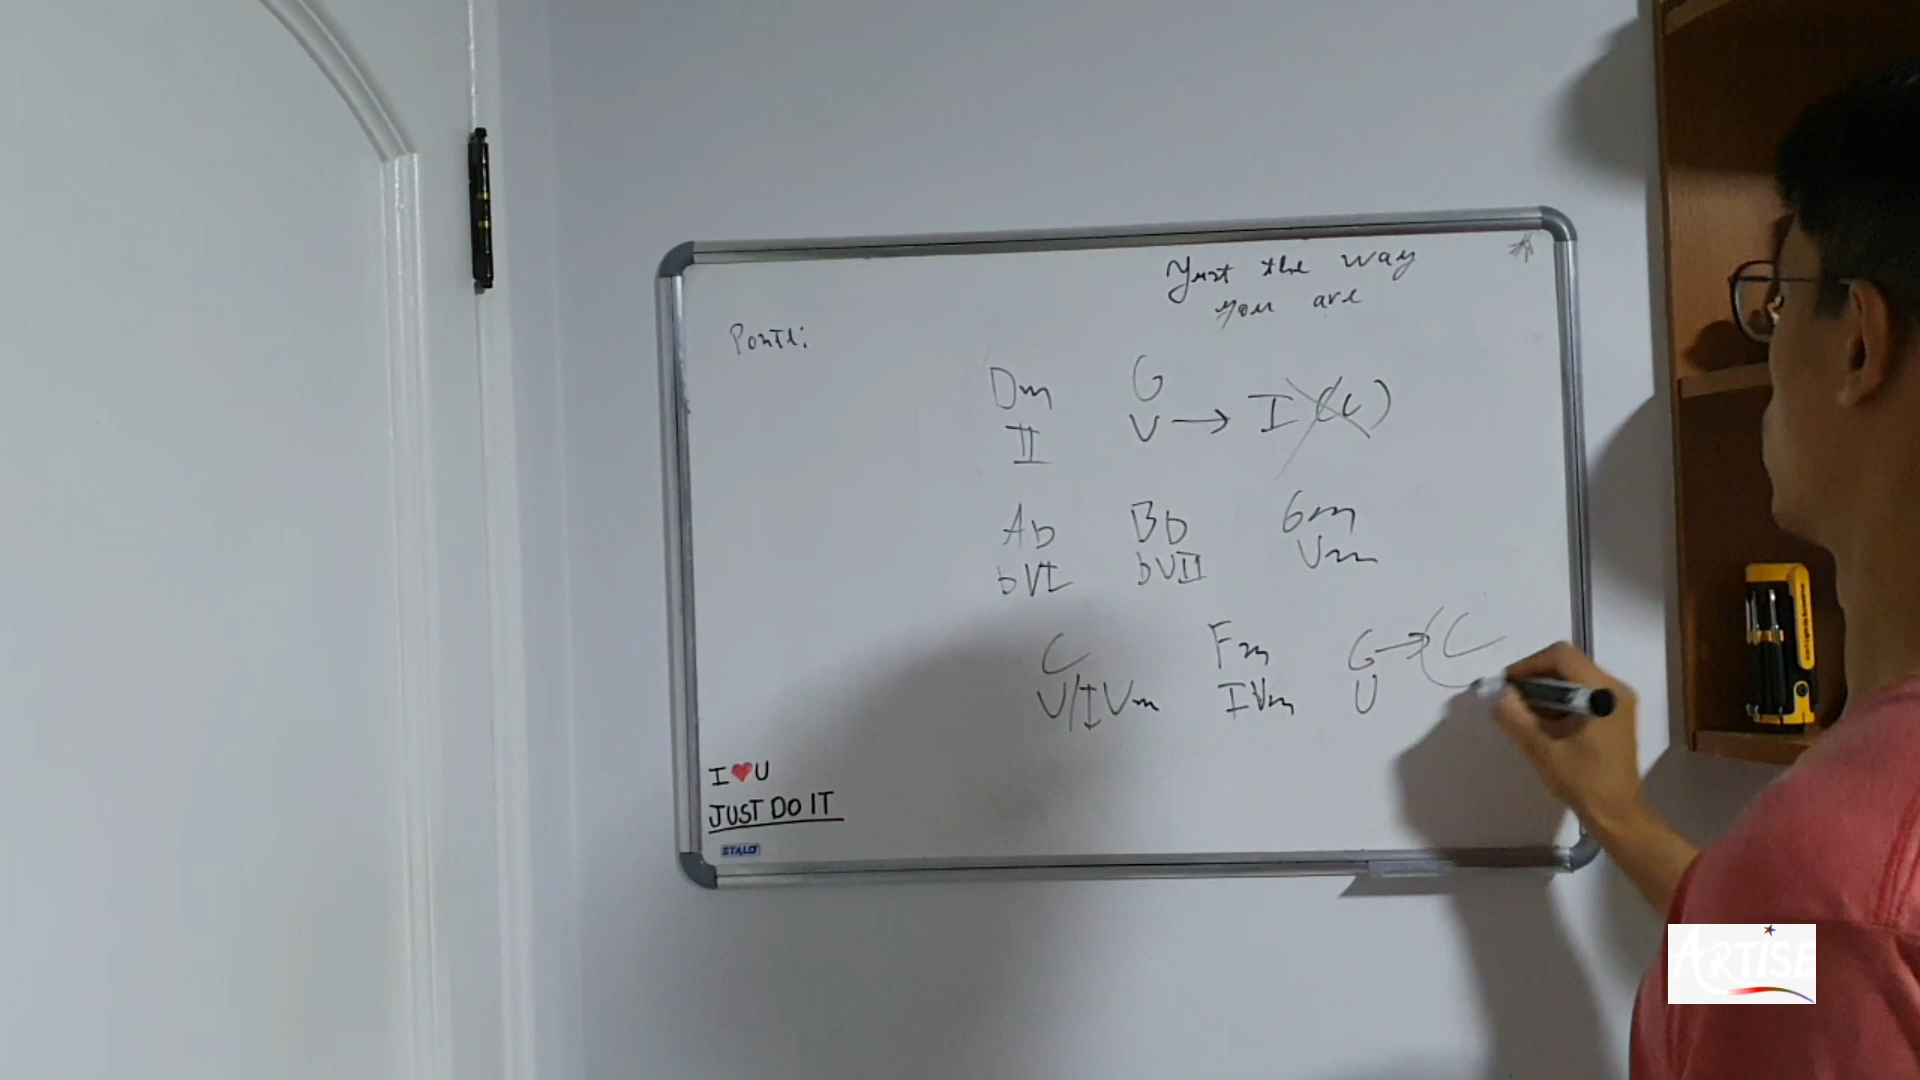 Just the way
you are
Ponte:
Dm G
II V → I (C)
Ab Bb Gm
bVI bVII Vm
C Fm G → (C
V/IVm IVm V
I ❤ U
JUST DO IT
STALO
ARTISE